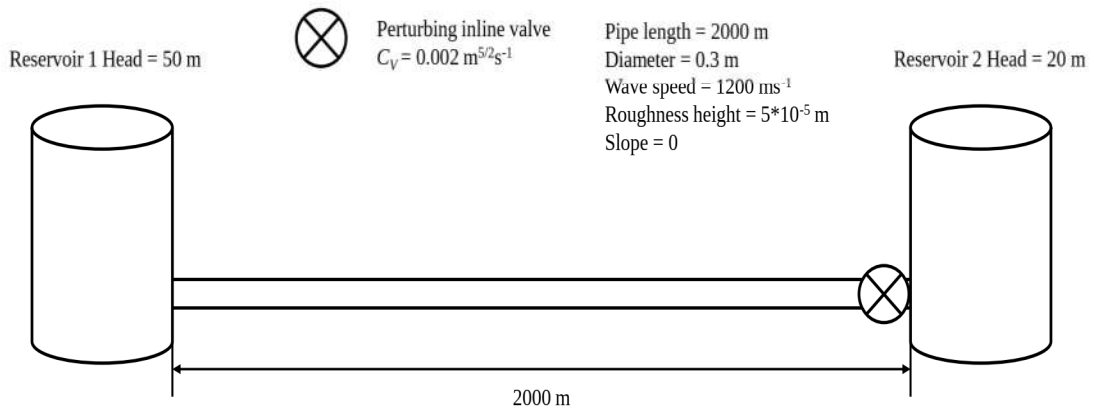 Reservoir 1 Head = 50 m
Perturbing inline valve
C_V = 0.002 m^5/2 s^-1
Pipe length = 2000 m
Diameter = 0.3 m
Wave speed = 1200 ms^-1
Roughness height = 5*10^-5 m
Slope = 0
Reservoir 2 Head = 20 m
2000 m